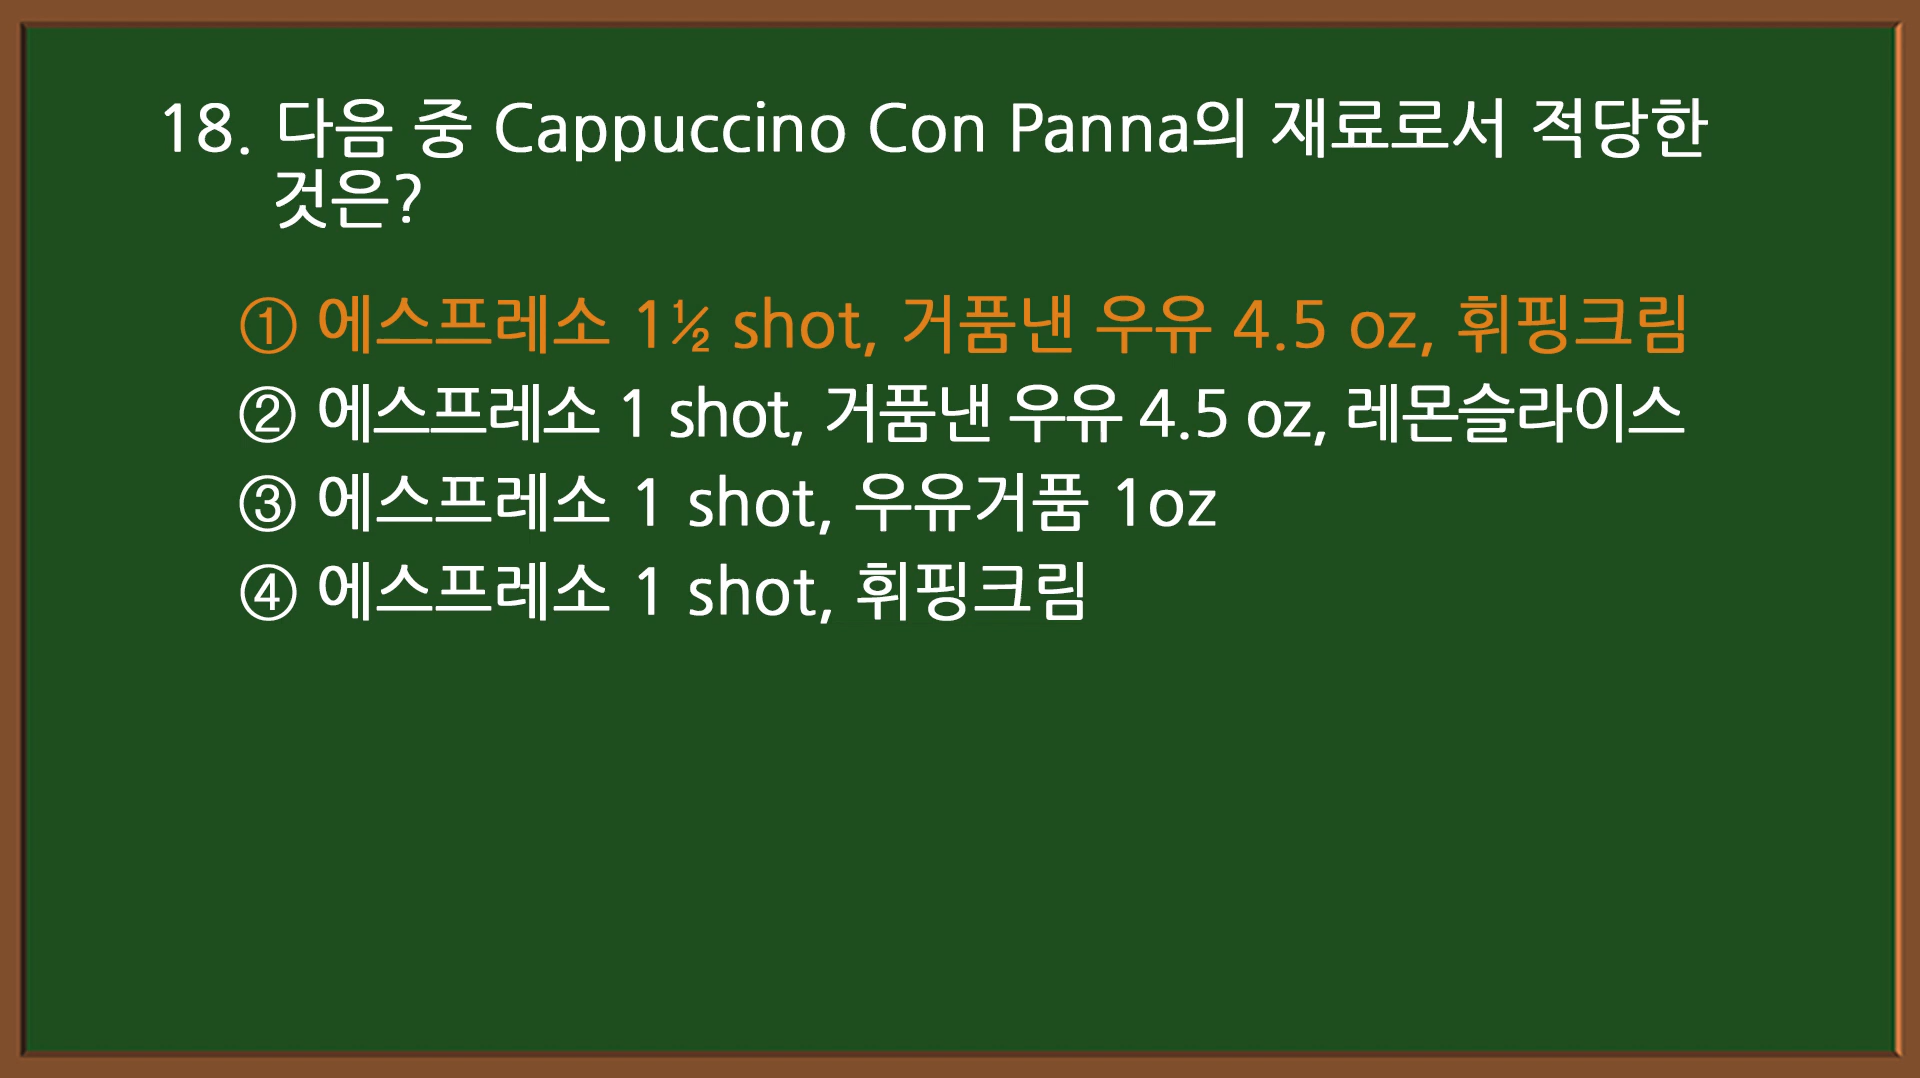 18. 다음 중 Cappuccino Con Panna의 재료로서 적당한
것은?
① 에스프레소 1½ shot, 거품낸 우유 4.5 oz, 휘핑크림
② 에스프레소 1 shot, 거품낸 우유 4.5 oz, 레몬슬라이스
③ 에스프레소 1 shot, 우유거품 1oz
④ 에스프레소 1 shot, 휘핑크림